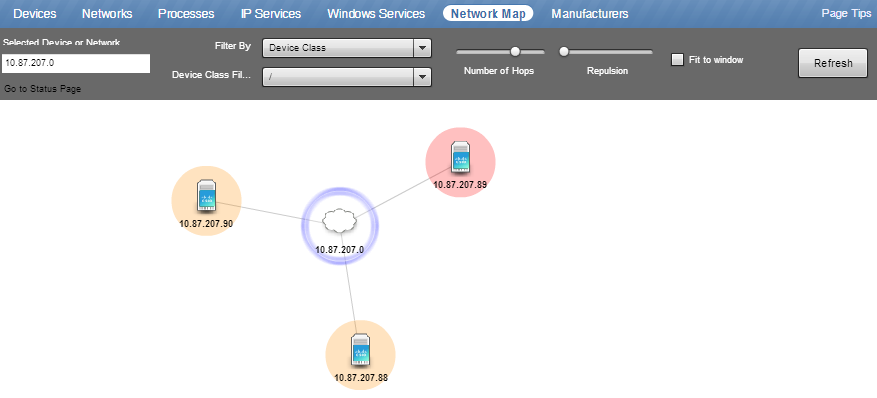 Devices Networks Processes IP Services Windows Services Network Map Manufacturers Page Tips
Selected Device or Network
10.87.207.0
Go to Status Page
Filter By Device Class
Device Class Fil... /
Number of Hops Repulsion
Fit to window
Refresh
10.87.207.89
10.87.207.90
10.87.207.0
10.87.207.88